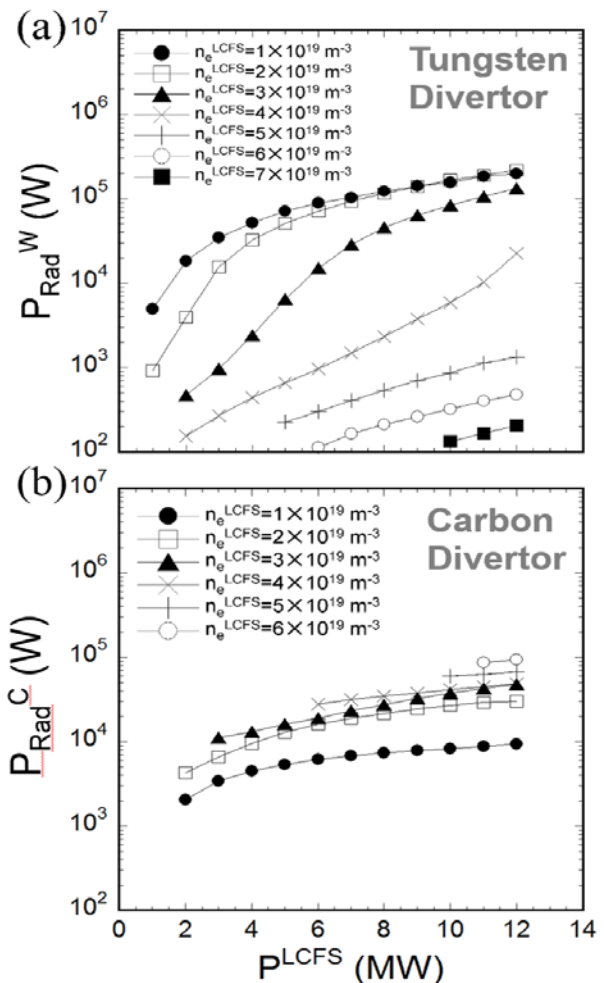 (a)
10^7
10^6
10^5
10^4
10^3
10^2
P_Rad^W (W)
n_e^LCFS=1×10^19 m^-3
n_e^LCFS=2×10^19 m^-3
n_e^LCFS=3×10^19 m^-3
n_e^LCFS=4×10^19 m^-3
n_e^LCFS=5×10^19 m^-3
n_e^LCFS=6×10^19 m^-3
n_e^LCFS=7×10^19 m^-3
Tungsten
Divertor
(b)
10^7
10^6
10^5
10^4
10^3
10^2
P_Rad^C (W)
n_e^LCFS=1×10^19 m^-3
n_e^LCFS=2×10^19 m^-3
n_e^LCFS=3×10^19 m^-3
n_e^LCFS=4×10^19 m^-3
n_e^LCFS=5×10^19 m^-3
n_e^LCFS=6×10^19 m^-3
Carbon
Divertor
0 2 4 6 8 10 12 14
P^LCFS (MW)